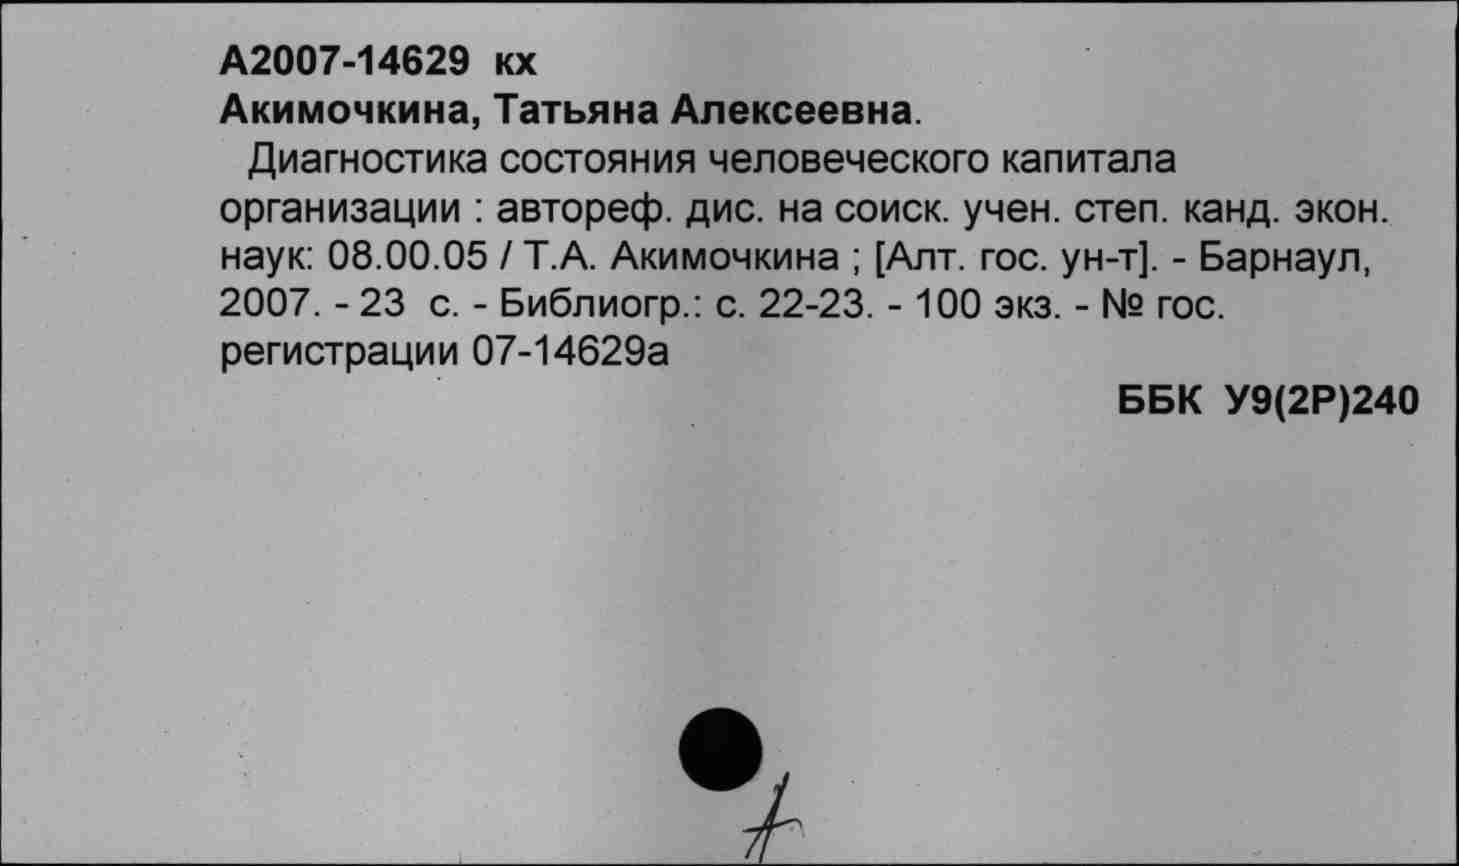 А2007-14629 кх
Акимочкина, Татьяна Алексеевна.
Диагностика состояния человеческого капитала
организации : автореф. дис. на соиск. учен. степ. канд. экон.
наук: 08.00.05 / Т.А. Акимочкина ; [Алт. гос. ун-т]. - Барнаул,
2007. - 23 с. - Библиогр.: с. 22-23. - 100 экз. - № гос.
регистрации 07-14629а
ББК У9(2Р)240